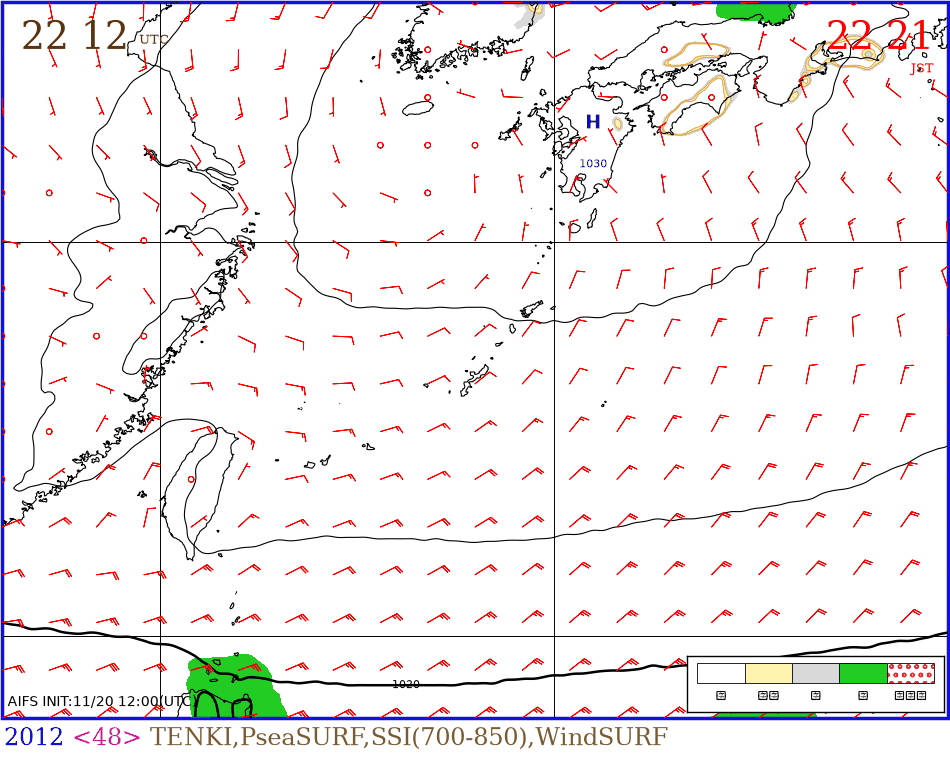 22 12 UTC
22 21 JST
H
1030
1020
AIFS INIT:11/20 12:00(UTC)
2012 <48> TENKI,PseaSURF,SSI(700-850),WindSURF